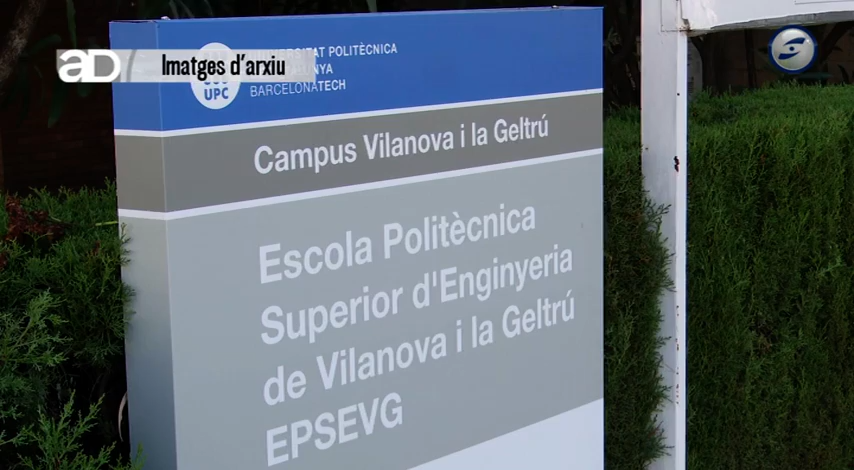 aD Imatges d'arxiu
UNIVERSITAT POLITÈCNICA
UPC
BARCELONATECH
Campus Vilanova i la Geltrú
Escola Politècnica
Superior d'Enginyeria
de Vilanova i la Geltrú
EPSEVG